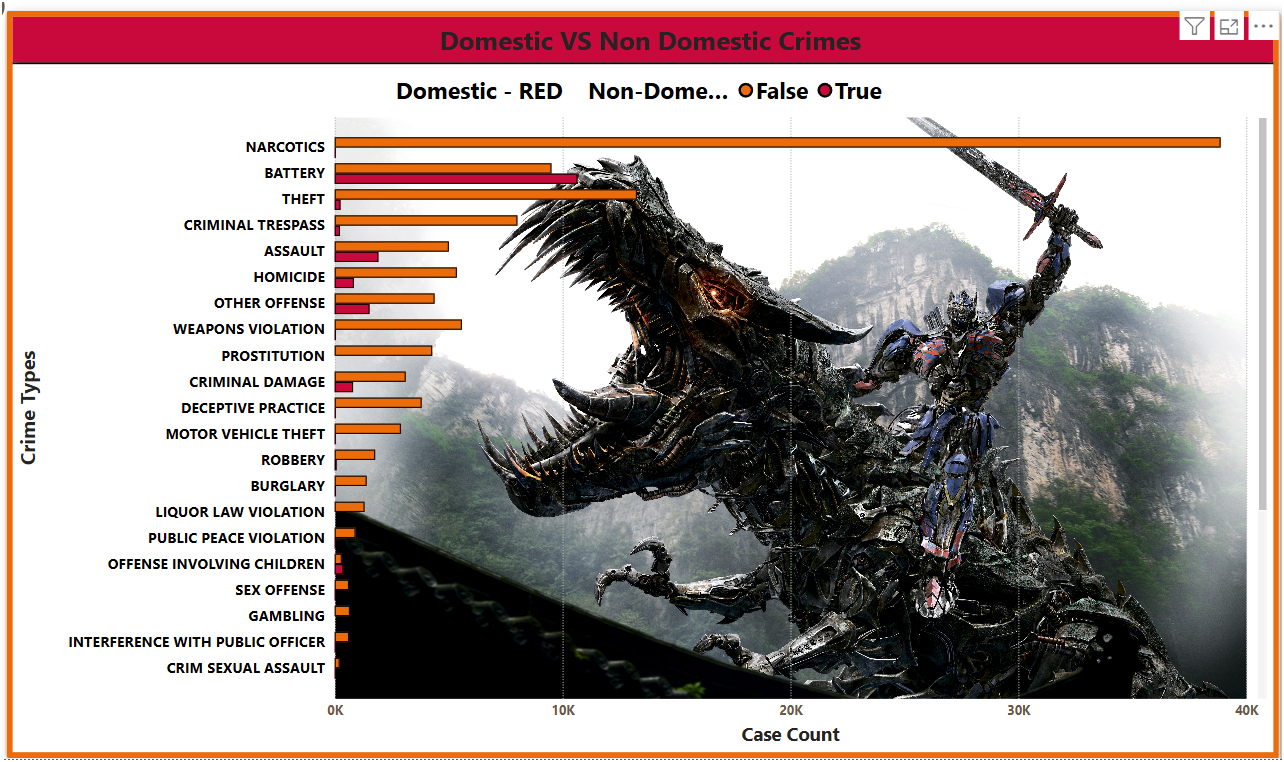 Domestic VS Non Domestic Crimes
Domestic - RED Non-Dome... False True
NARCOTICS
BATTERY
THEFT
CRIMINAL TRESPASS
ASSAULT
HOMICIDE
OTHER OFFENSE
WEAPONS VIOLATION
PROSTITUTION
CRIMINAL DAMAGE
DECEPTIVE PRACTICE
MOTOR VEHICLE THEFT
ROBBERY
BURGLARY
LIQUOR LAW VIOLATION
PUBLIC PEACE VIOLATION
OFFENSE INVOLVING CHILDREN
SEX OFFENSE
GAMBLING
INTERFERENCE WITH PUBLIC OFFICER
CRIM SEXUAL ASSAULT
Crime Types
0K 10K 20K 30K 40K
Case Count